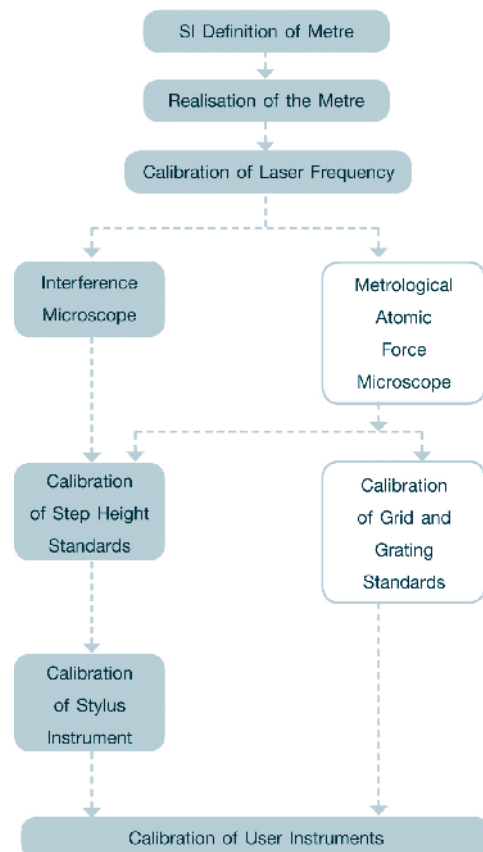 SI Definition of Metre
Realisation of the Metre
Calibration of Laser Frequency
Interference
Microscope
Metrological
Atomic
Force
Microscope
Calibration
of Step Height
Standards
Calibration
of Grid and
Grating
Standards
Calibration
of Stylus
Instrument
Calibration of User Instruments